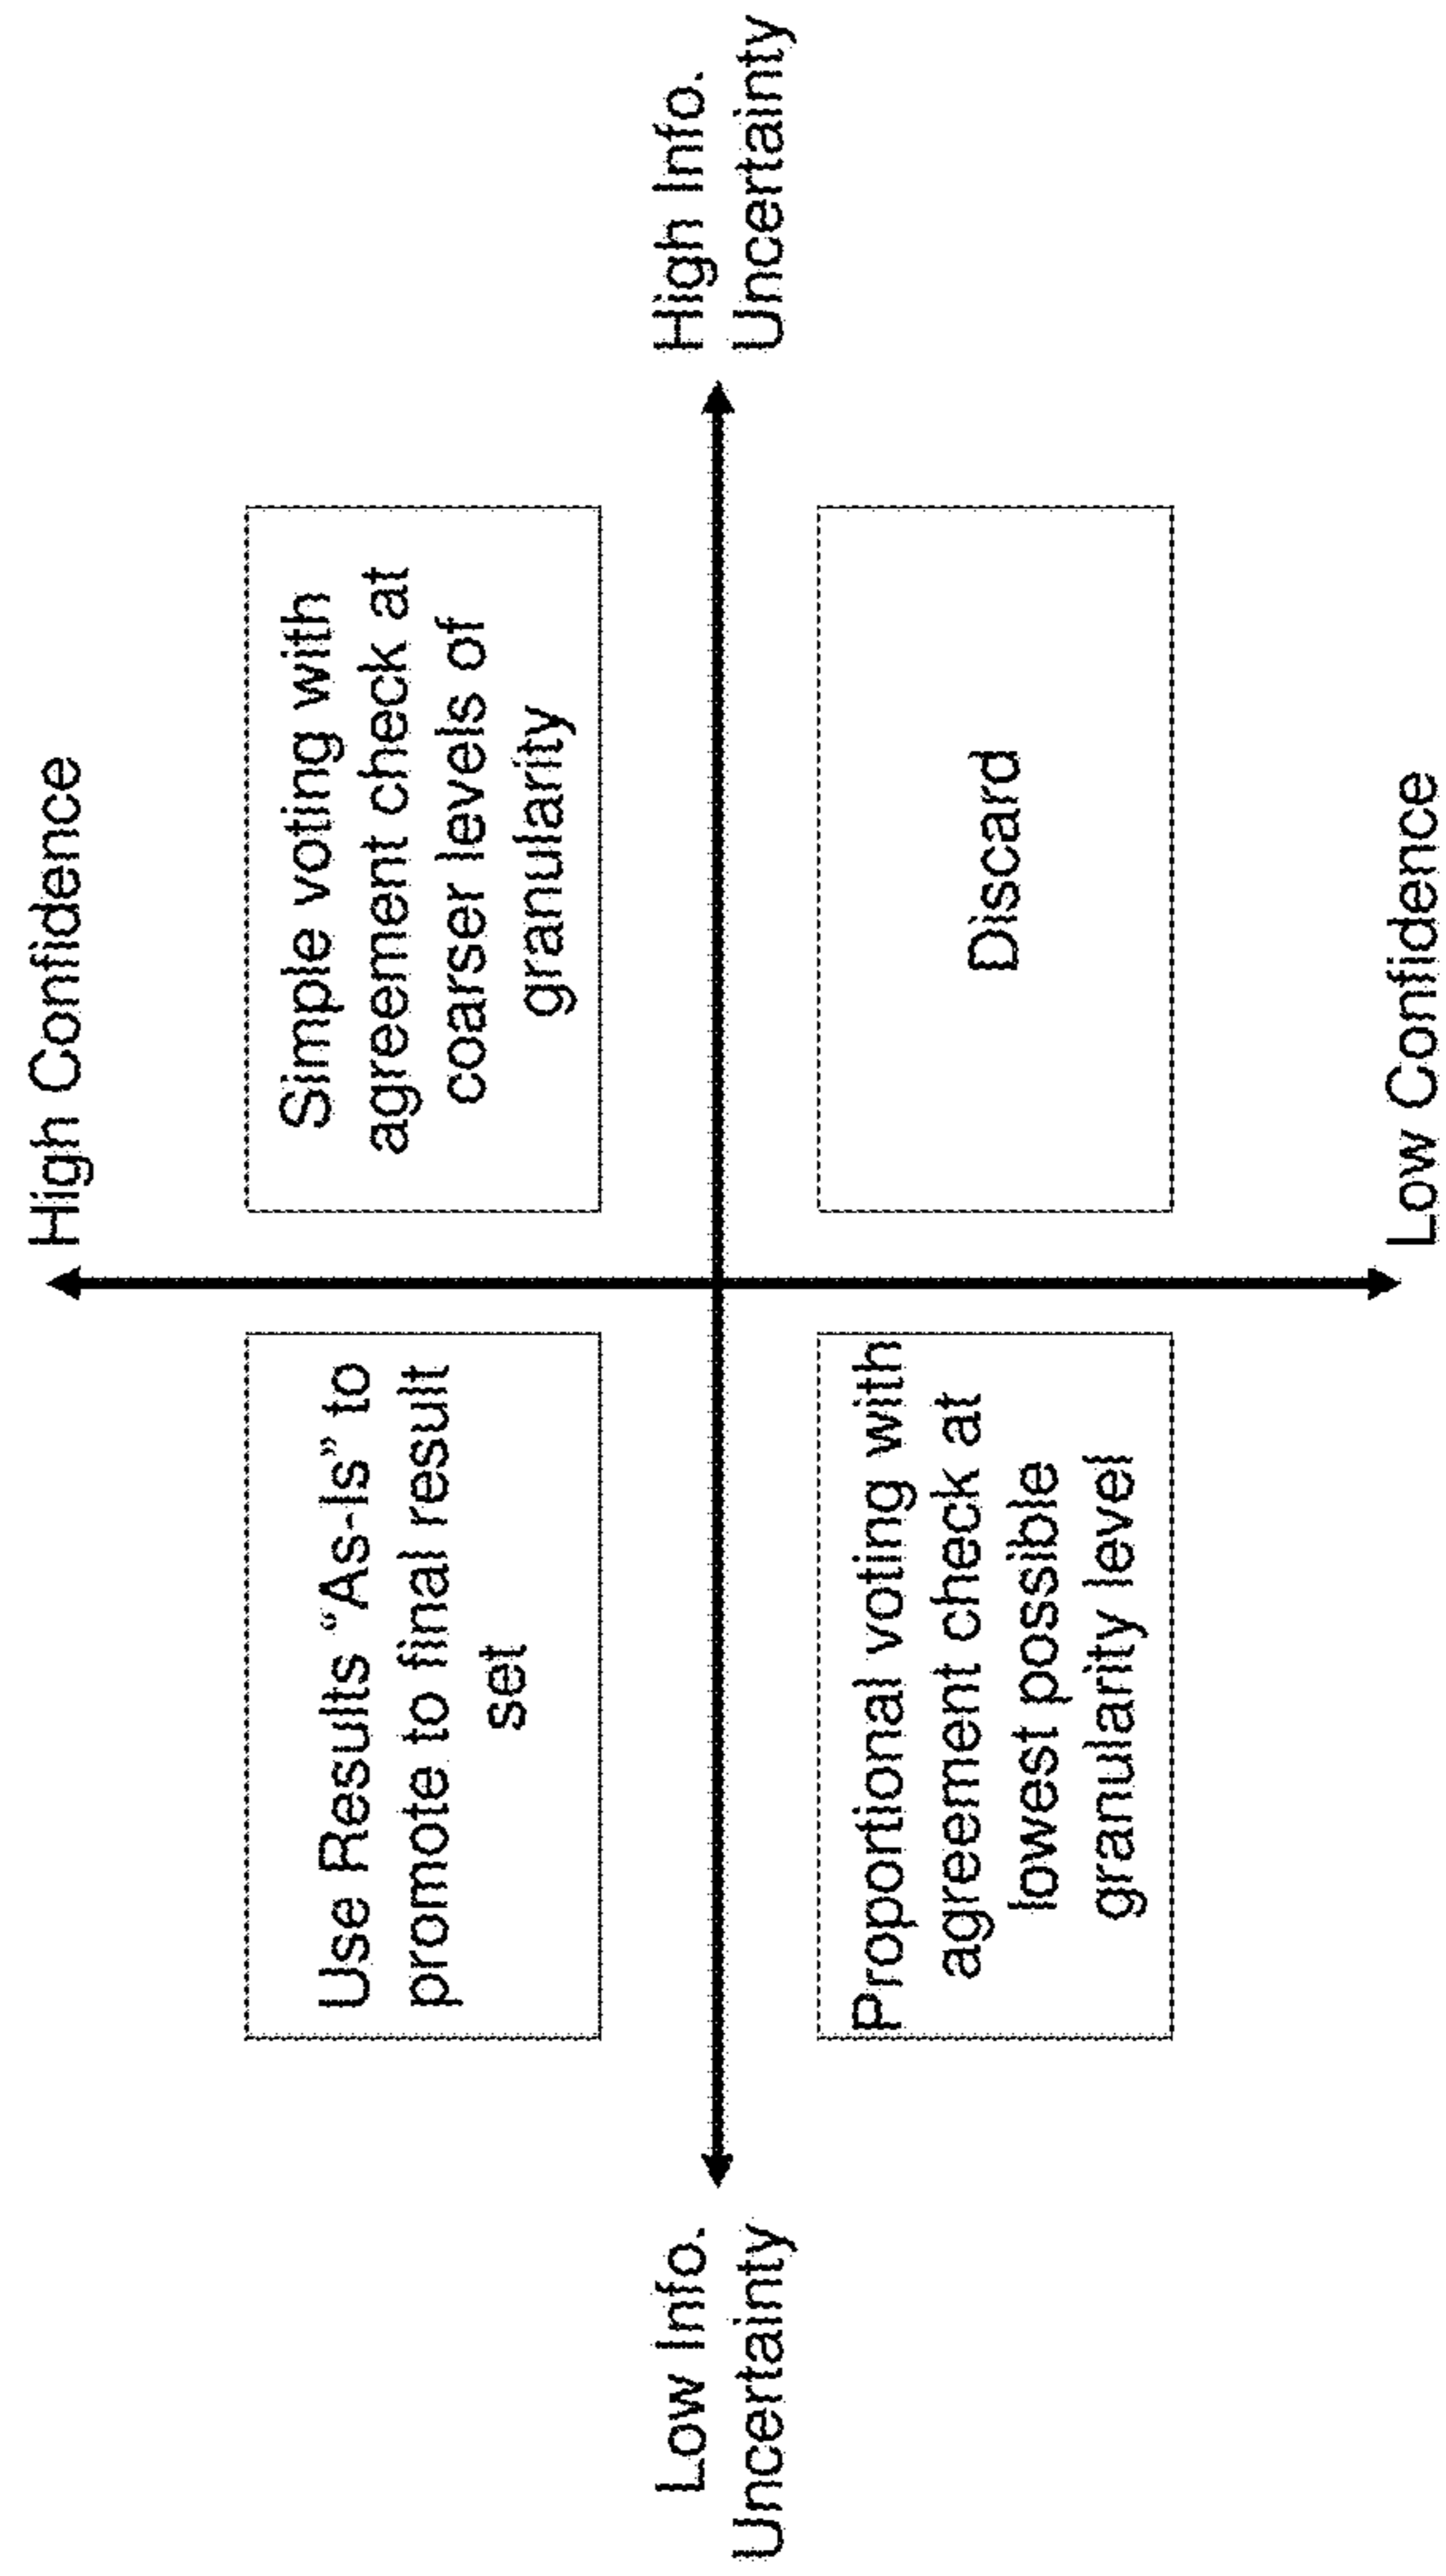 High Confidence
Use Results “As-Is” to
promote to final result
set
Simple voting with
agreement check at
coarser levels of
granularity
Low Info.
Uncertainty
High Info.
Uncertainty
Proportional voting with
agreement check at
lowest possible
granularity level
Discard
Low Confidence